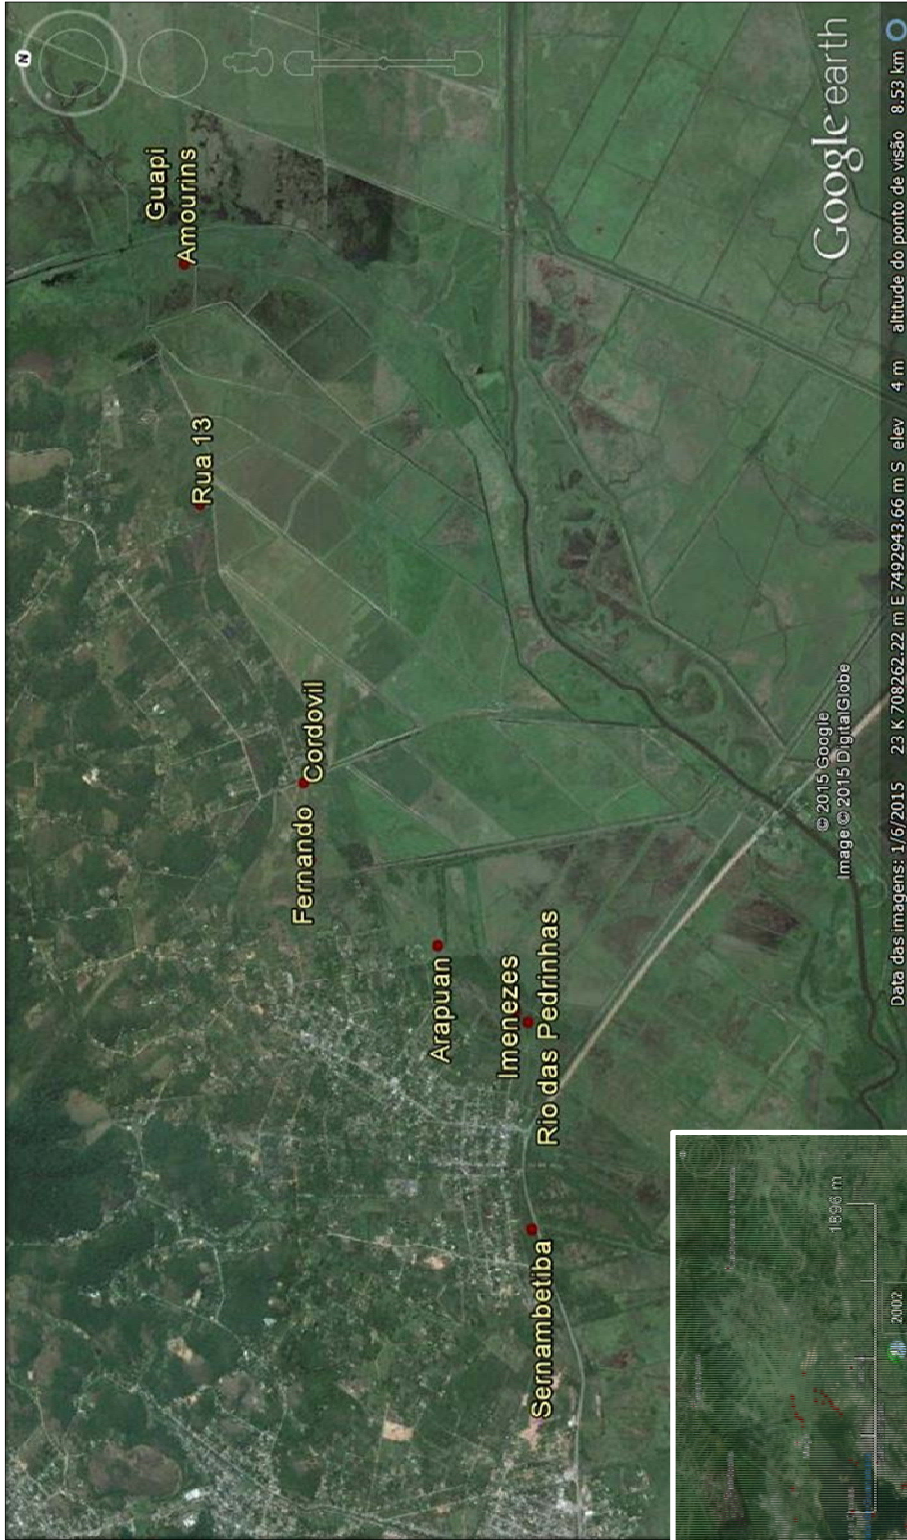 N
Guapi
Amourins
Rua 13
Fernando Cordovil
Arapuan
Imenezes
Rio das Pedrinhas
Sernambetiba
Google earth
© 2015 Google
Image © 2015 DigitalGlobe
1896 m
2002
Data das imagens: 1/6/2015 23 K 708262.22 m E 7492943.66 m S elev 4 m altitude do ponto de visão 8.53 km